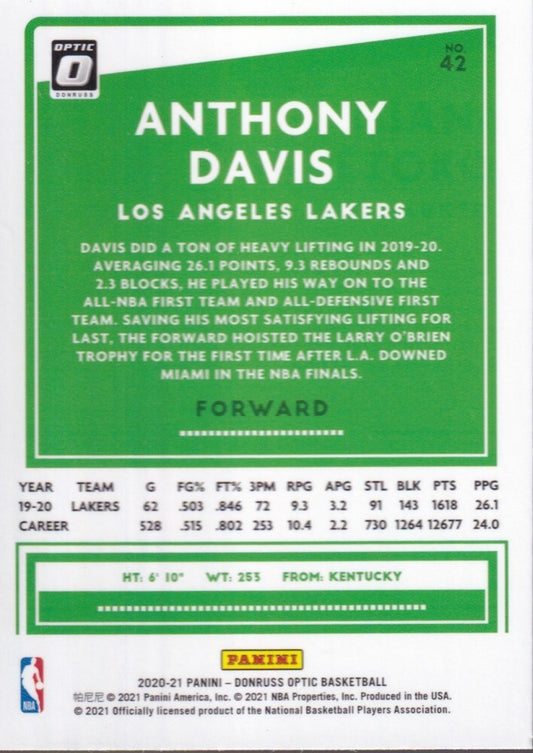 OPTIC
O
DONRUSS
NO.
42
ANTHONY
DAVIS
LOS ANGELES LAKERS
DAVIS DID A TON OF HEAVY LIFTING IN 2019-20.
AVERAGING 26.1 POINTS, 9.3 REBOUNDS AND
2.3 BLOCKS, HE PLAYED HIS WAY ON TO THE
ALL-NBA FIRST TEAM AND ALL-DEFENSIVE FIRST
TEAM. SAVING HIS MOST SATISFYING LIFTING FOR
LAST, THE FORWARD HOISTED THE LARRY O'BRIEN
TROPHY FOR THE FIRST TIME AFTER L.A. DOWNED
MIAMI IN THE NBA FINALS.
FORWARD
YEAR TEAM G FG% FT% 3PM RPG APG STL BLK PTS PPG
19-20 LAKERS 62 .503 .846 72 9.3 3.2 91 143 1618 26.1
CAREER 528 .515 .802 253 10.4 2.2 730 1264 12677 24.0
HT: 6' 10" WT: 253 FROM: KENTUCKY
PANINI
2020-21 PANINI – DONRUSS OPTIC BASKETBALL
帕尼尼 © 2021 Panini America, Inc. © 2021 NBA Properties, Inc. Produced in the USA.
© 2021 Officially licensed product of the National Basketball Players Association.
NBA